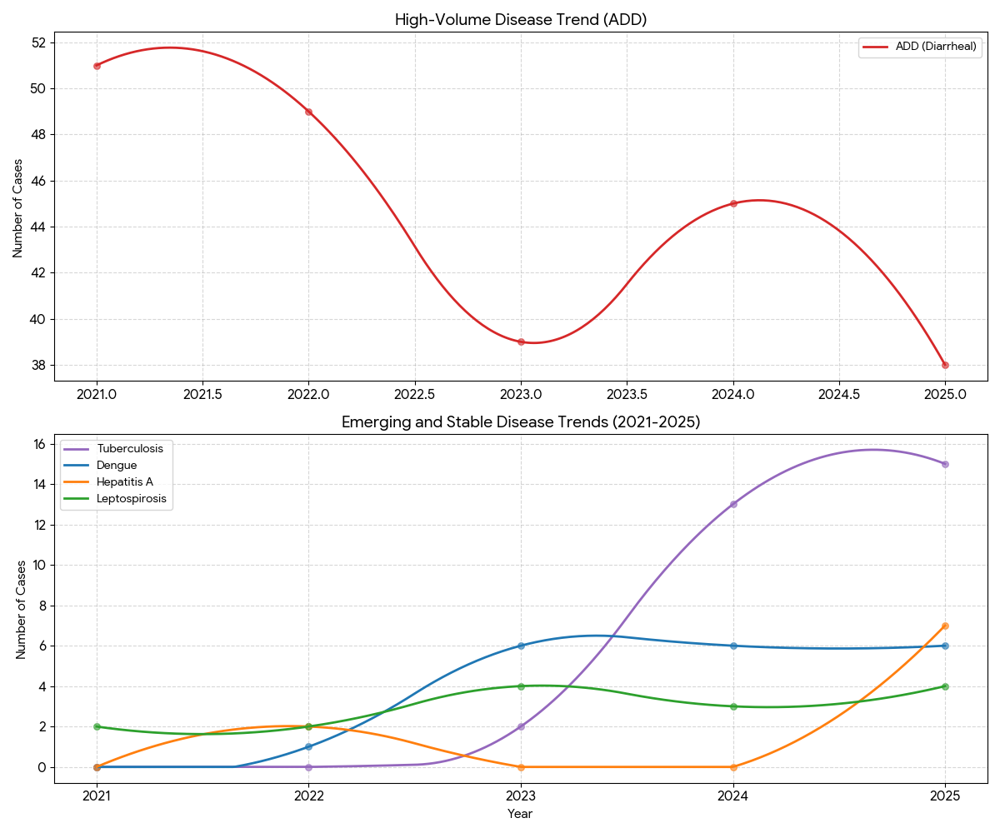 High-Volume Disease Trend (ADD)
ADD (Diarrheal)
Number of Cases
52
50
48
46
44
42
40
38
2021.0 2021.5 2022.0 2022.5 2023.0 2023.5 2024.0 2024.5 2025.0
Emerging and Stable Disease Trends (2021-2025)
Tuberculosis
Dengue
Hepatitis A
Leptospirosis
Number of Cases
16
14
12
10
8
6
4
2
0
2021 2022 2023 2024 2025
Year